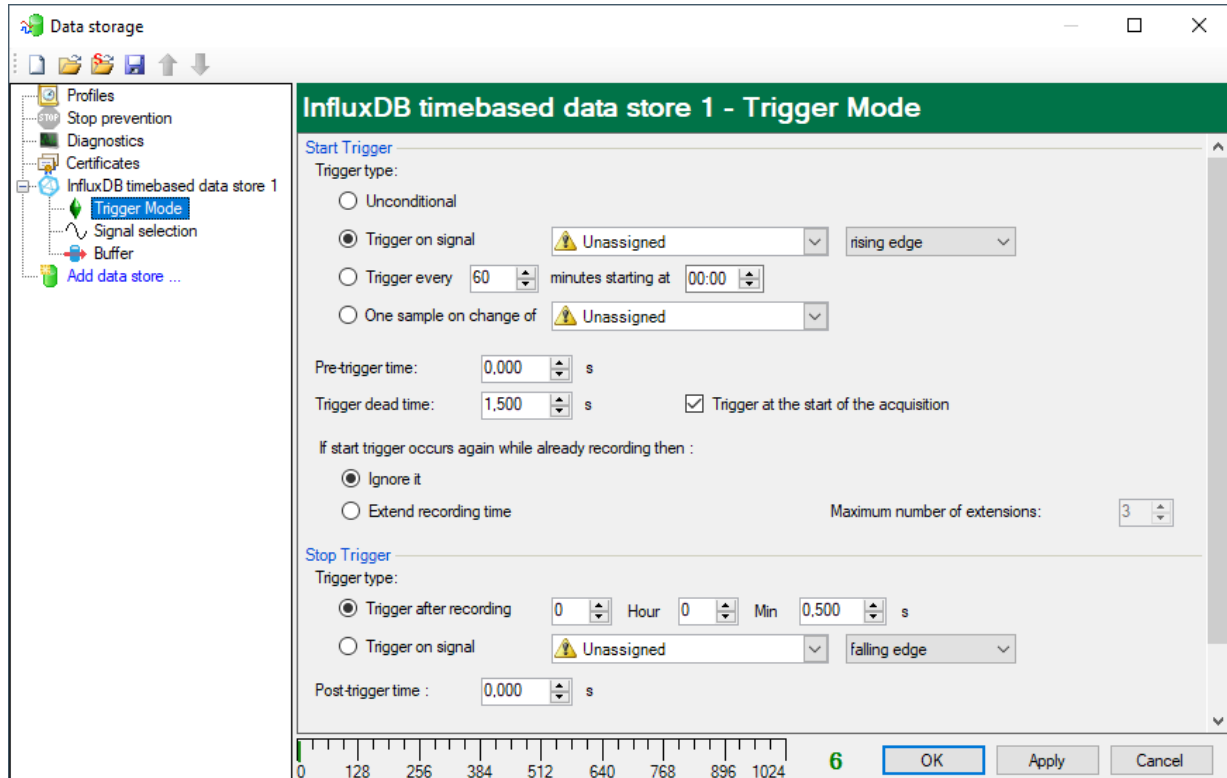 Data storage
Profiles
STOP Stop prevention
Diagnostics
Certificates
InfluxDB timebased data store 1
Trigger Mode
Signal selection
Buffer
Add data store ...
InfluxDB timebased data store 1 - Trigger Mode
Start Trigger
Trigger type:
Unconditional
Trigger on signal Unassigned rising edge
Trigger every 60 minutes starting at 00:00
One sample on change of Unassigned
Pre-trigger time: 0,000 s
Trigger dead time: 1,500 s Trigger at the start of the acquisition
If start trigger occurs again while already recording then :
Ignore it
Extend recording time Maximum number of extensions: 3
Stop Trigger
Trigger type:
Trigger after recording 0 Hour 0 Min 0,500 s
Trigger on signal Unassigned falling edge
Post-trigger time : 0,000 s
0 128 256 384 512 640 768 896 1024 6 OK Apply Cancel